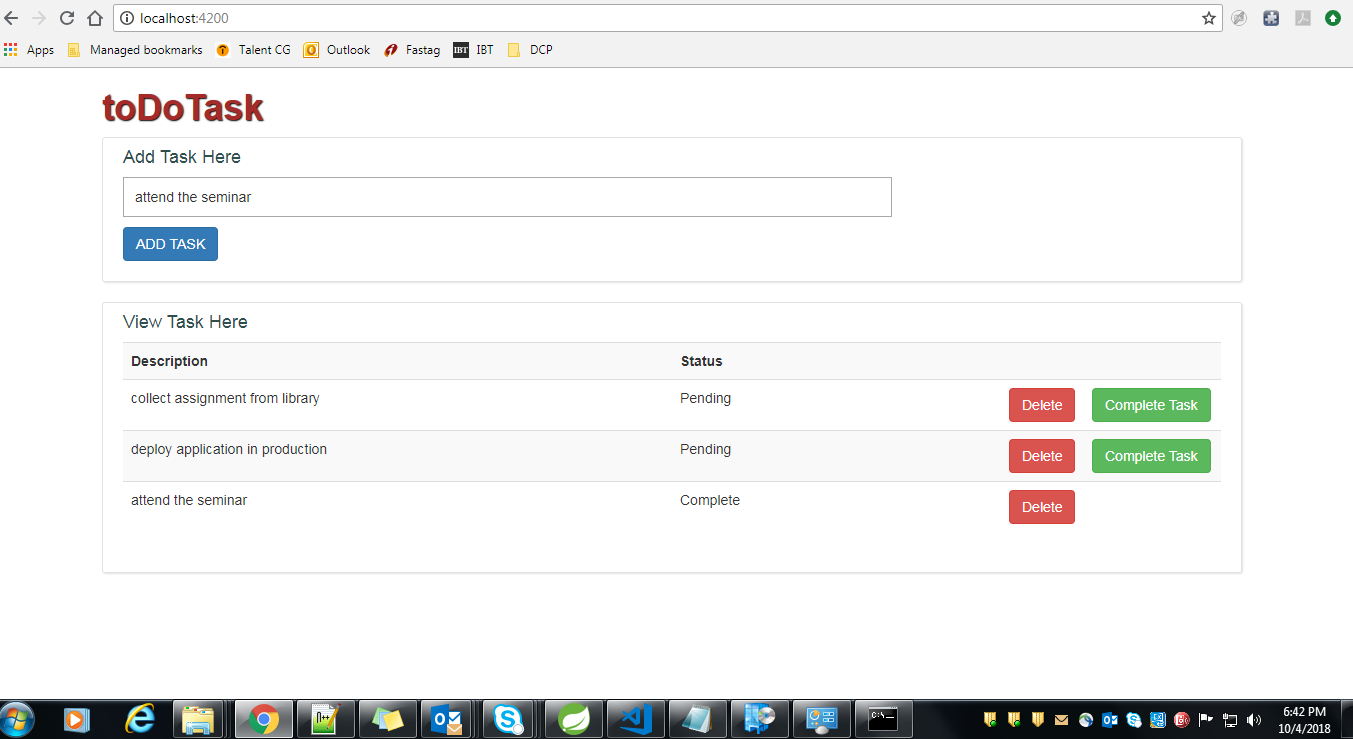 localhost:4200
Apps Managed bookmarks Talent CG Outlook Fastag IBT IBT DCP
toDoTask
Add Task Here
attend the seminar
ADD TASK
View Task Here
Description Status
collect assignment from library Pending Delete Complete Task
deploy application in production Pending Delete Complete Task
attend the seminar Complete Delete
6:42 PM
10/4/2018